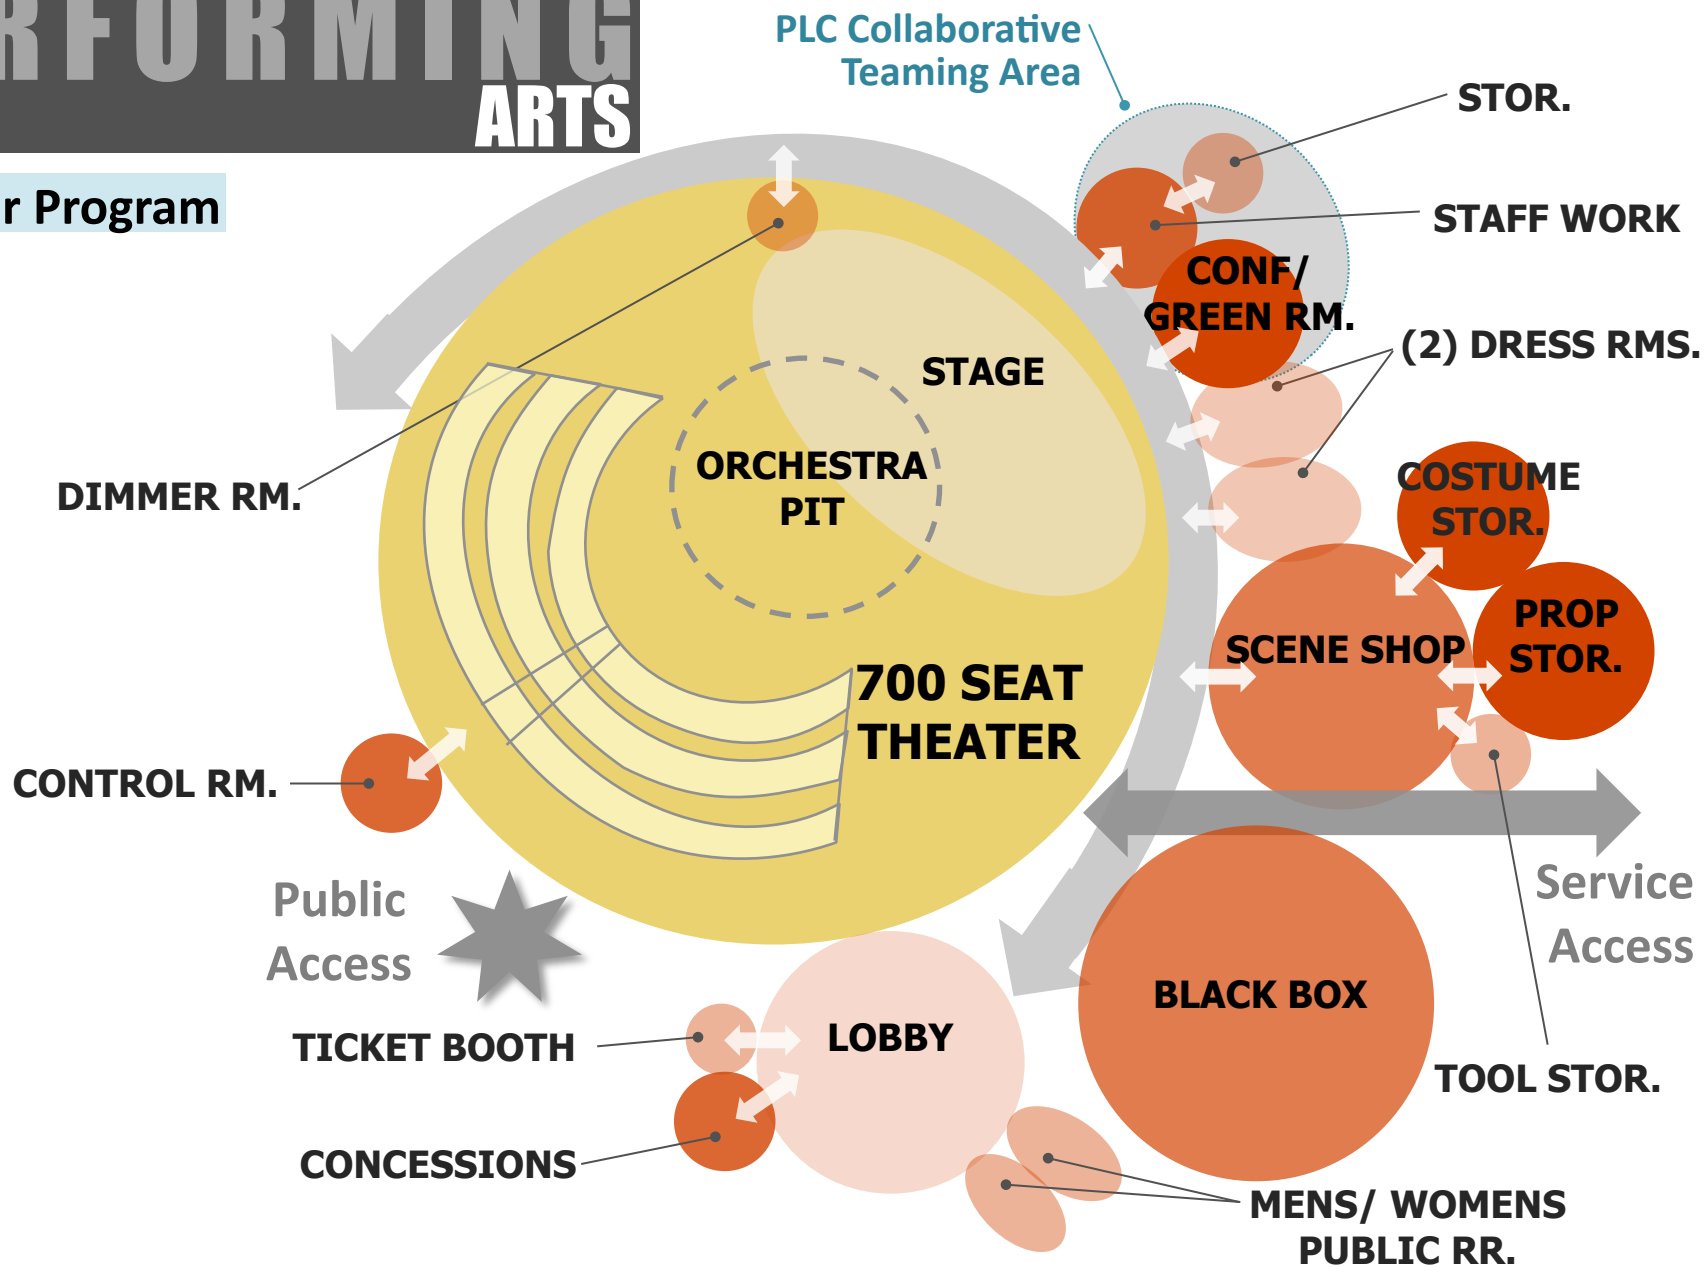 RFORMING
ARTS
r Program
PLC Collaborative
Teaming Area
STOR.
STAFF WORK
CONF/
GREEN RM.
(2) DRESS RMS.
STAGE
ORCHESTRA
PIT
DIMMER RM.
COSTUME
STOR.
PROP
STOR.
SCENE SHOP
700 SEAT
THEATER
CONTROL RM.
Public
Access
Service
Access
BLACK BOX
LOBBY
TICKET BOOTH
TOOL STOR.
CONCESSIONS
MENS/ WOMENS
PUBLIC RR.